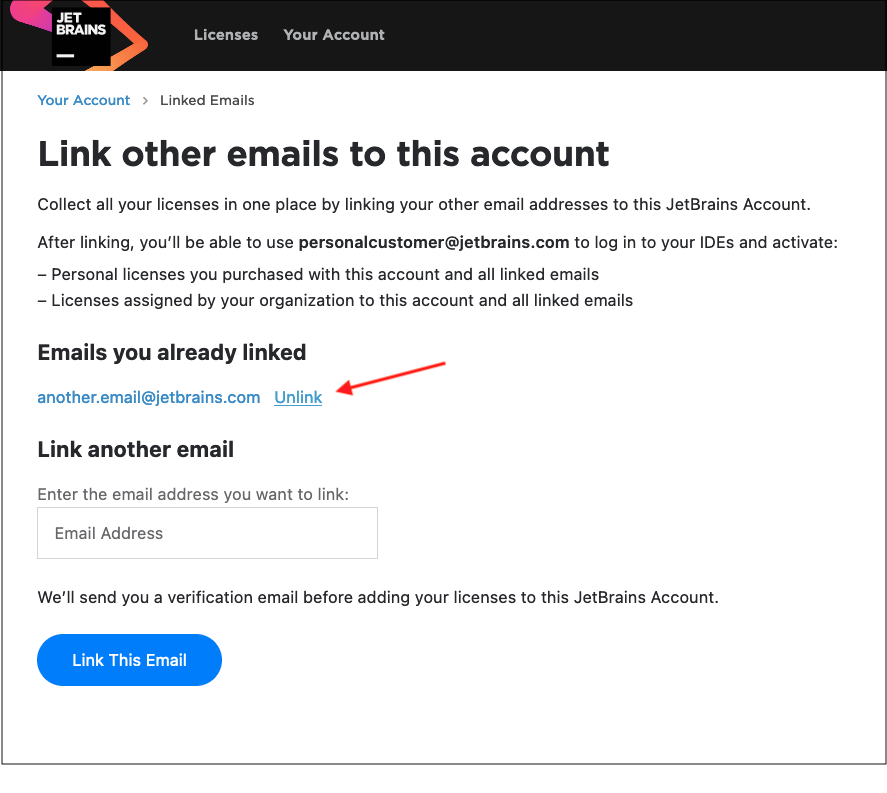 JET
BRAINS
Licenses Your Account
Your Account › Linked Emails
Link other emails to this account
Collect all your licenses in one place by linking your other email addresses to this JetBrains Account.
After linking, you’ll be able to use personalcustomer@jetbrains.com to log in to your IDEs and activate:
– Personal licenses you purchased with this account and all linked emails
– Licenses assigned by your organization to this account and all linked emails
Emails you already linked
another.email@jetbrains.com Unlink
Link another email
Enter the email address you want to link:
Email Address
We’ll send you a verification email before adding your licenses to this JetBrains Account.
Link This Email